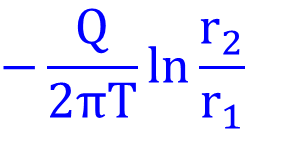 − Q/2πT ln r₂/r₁